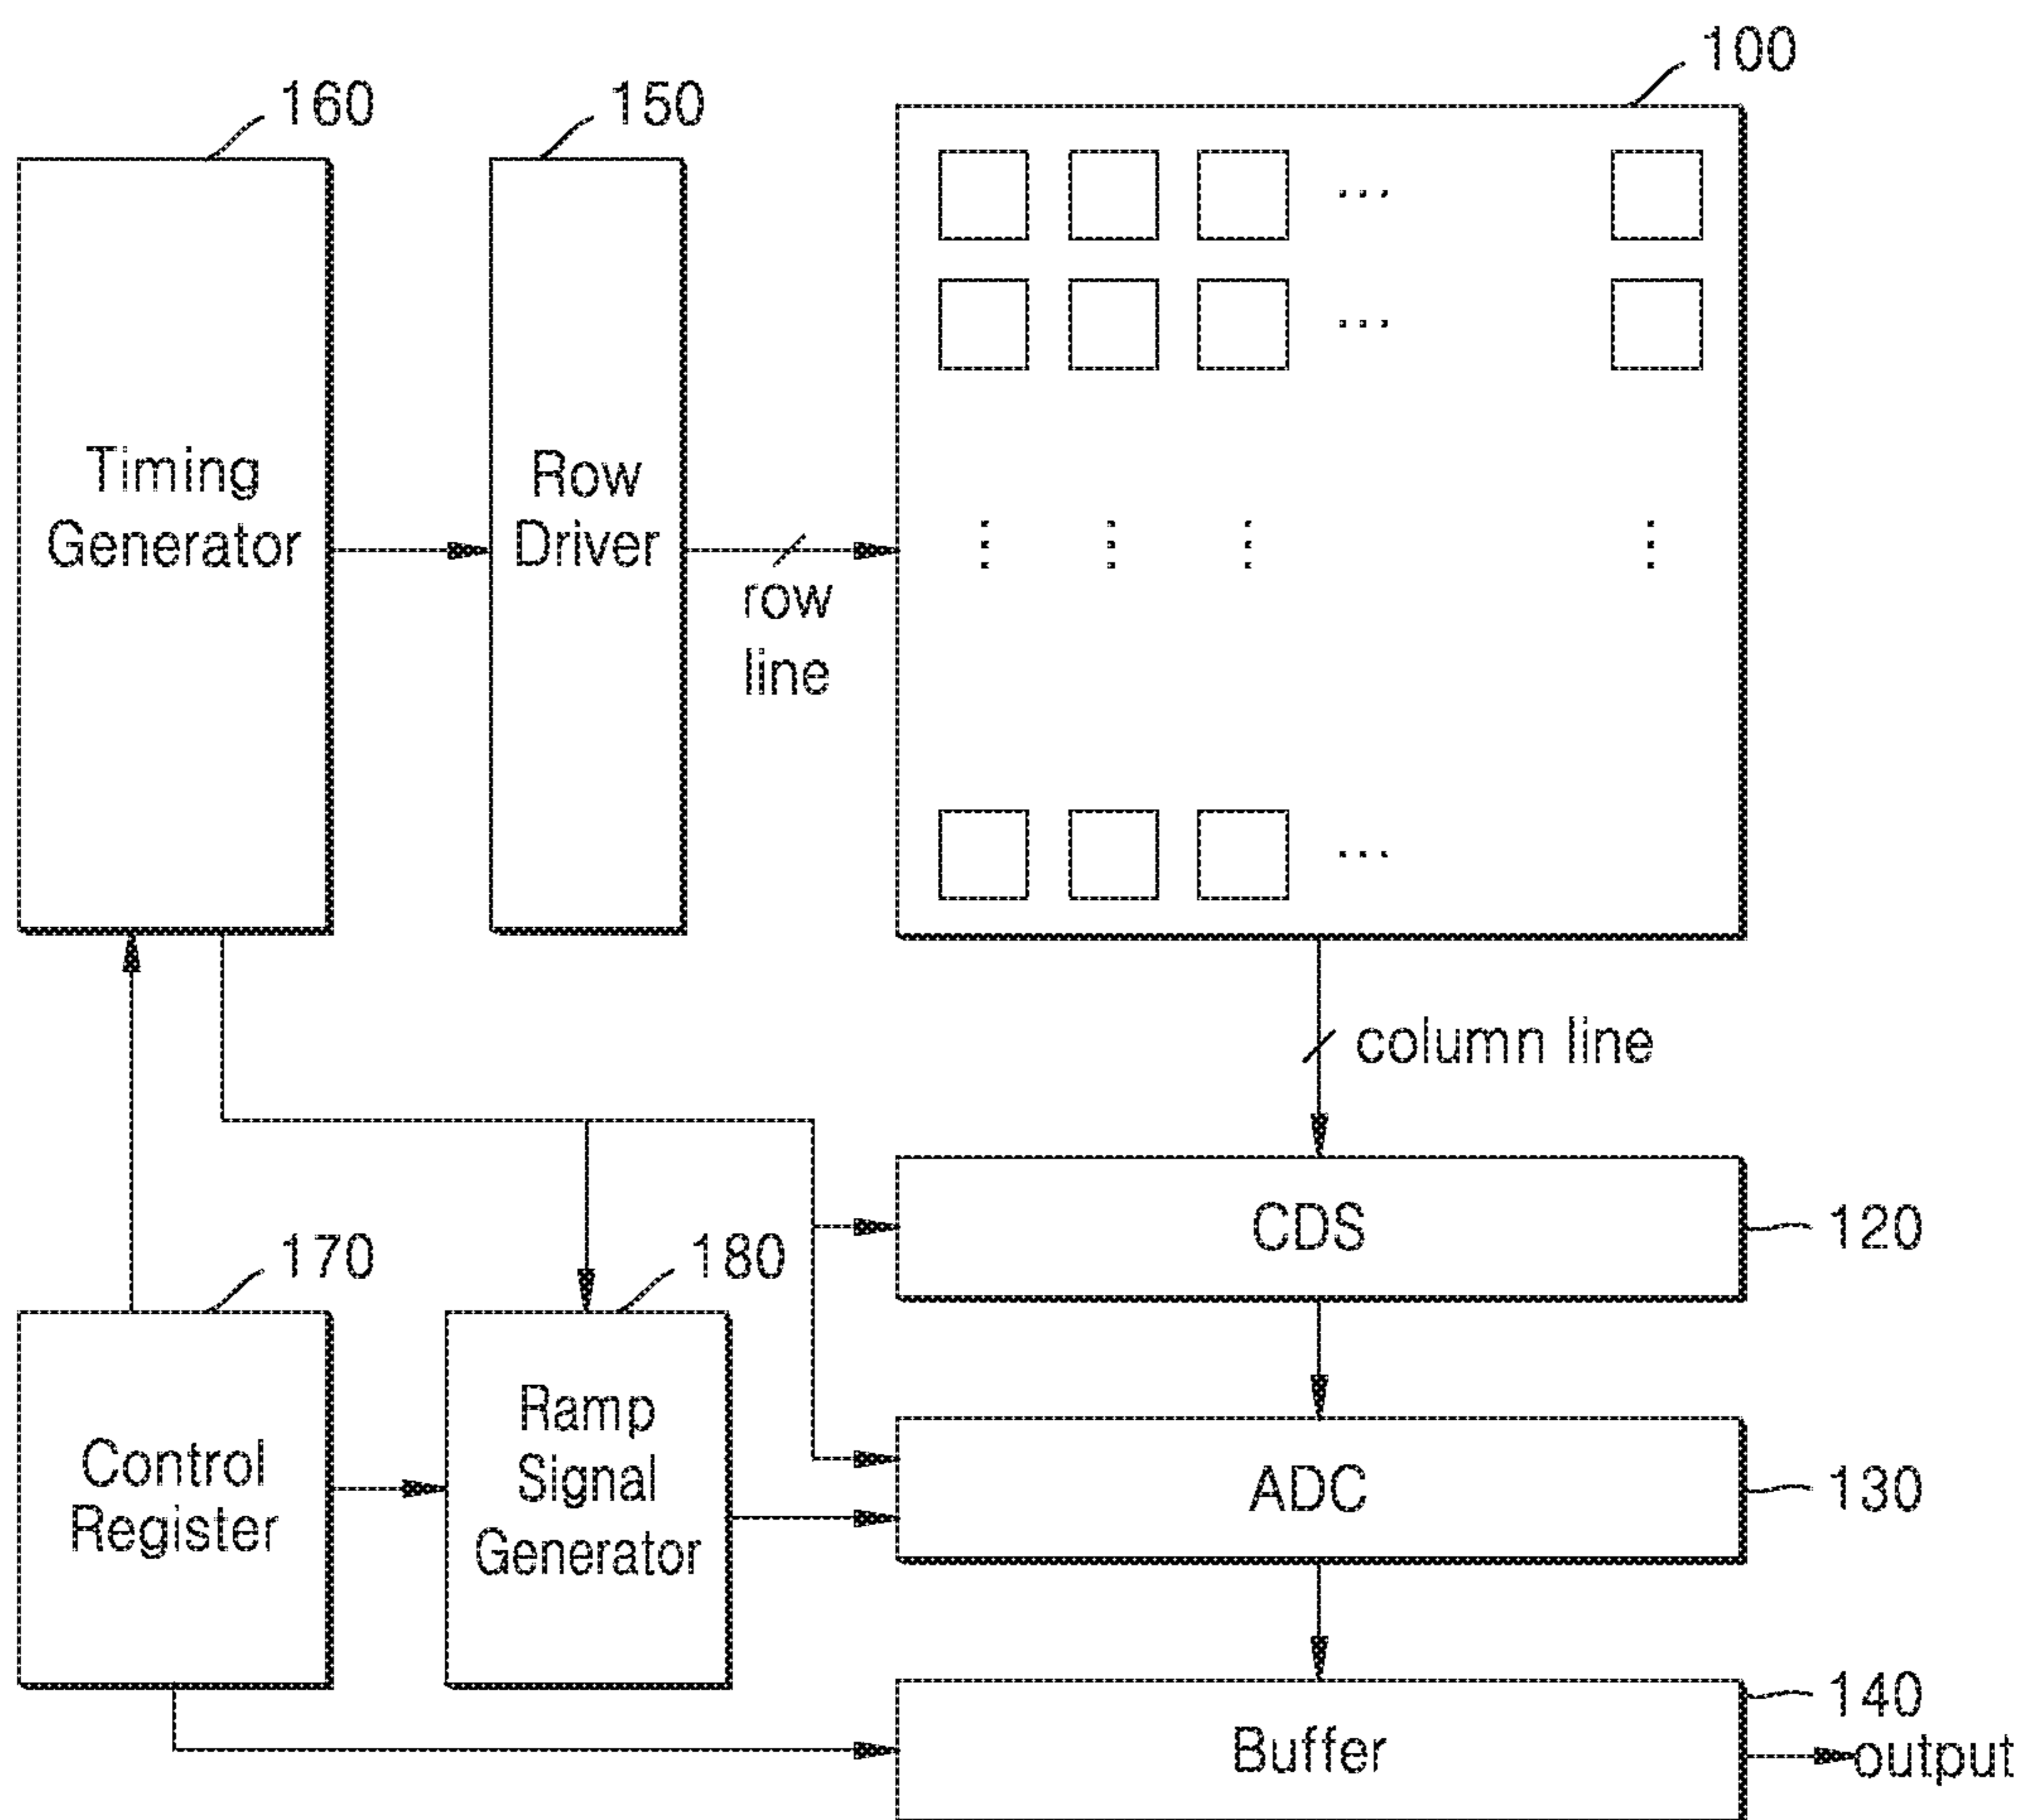 100
160
150
Timing
Generator
Row
Driver
row
line
column line
CDS
120
170
180
Control
Register
Ramp
Signal
Generator
ADC
130
140
Buffer
output